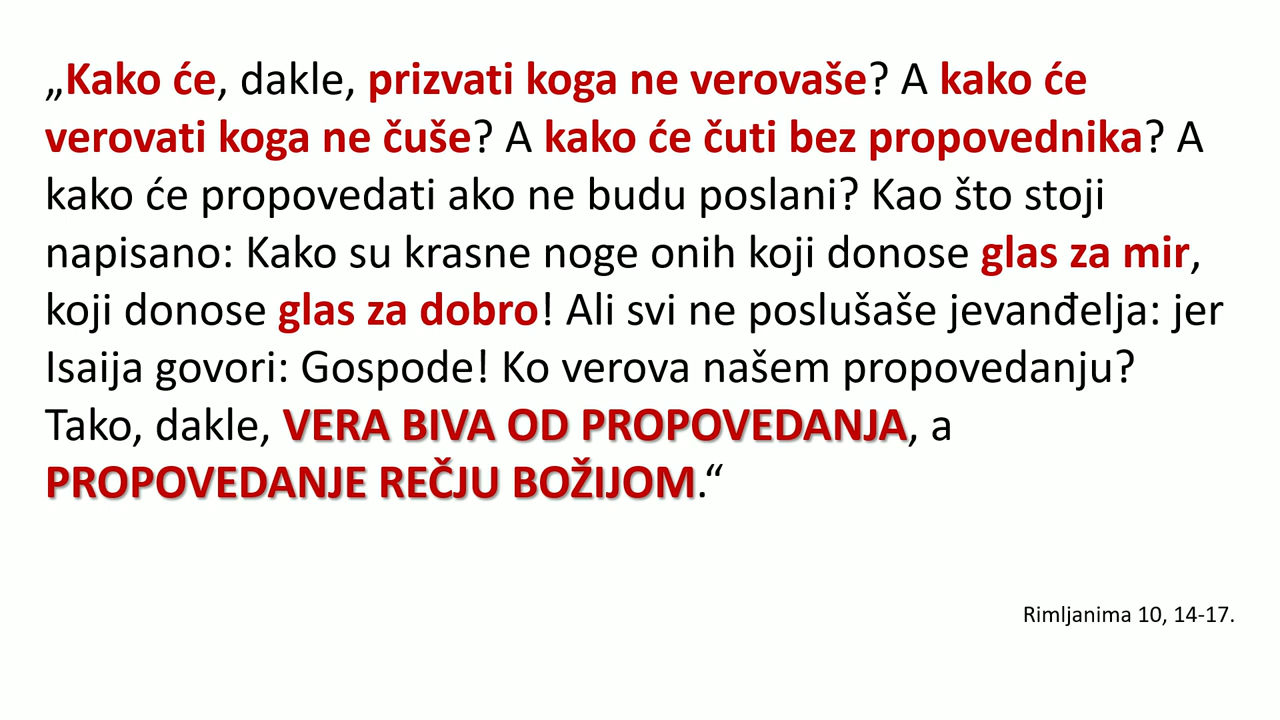 „Kako će, dakle, prizvati koga ne verovaše? A kako će
verovati koga ne čuše? A kako će čuti bez propovednika? A
kako će propovedati ako ne budu poslani? Kao što stoji
napisano: Kako su krasne noge onih koji donose glas za mir,
koji donose glas za dobro! Ali svi ne poslušaše jevanđelja: jer
Isaija govori: Gospode! Ko verova našem propovedanju?
Tako, dakle, VERA BIVA OD PROPOVEDANJA, a
PROPOVEDANJE REČJU BOŽIJOM.“
Rimljanima 10, 14-17.